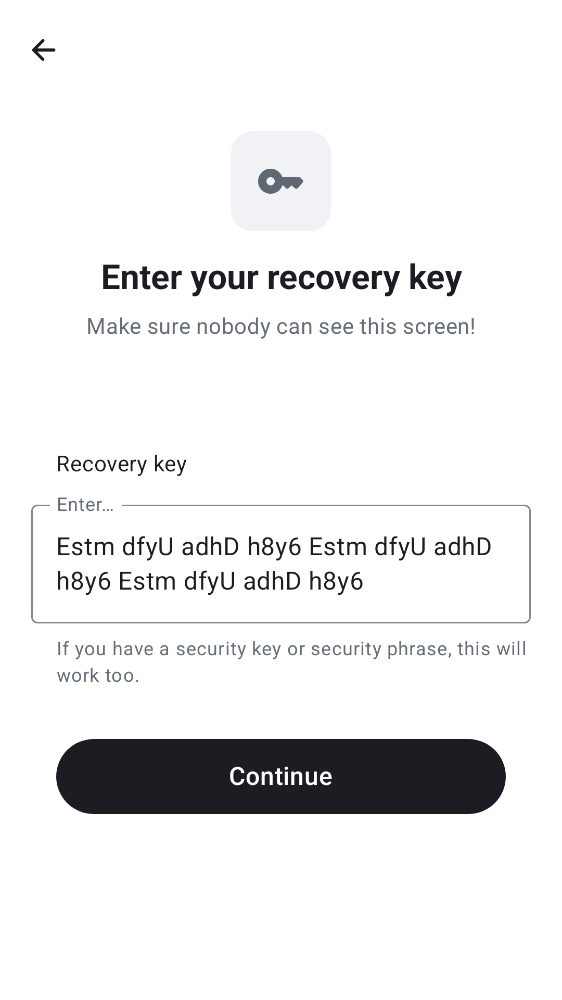 Enter your recovery key
Make sure nobody can see this screen!
Recovery key
Enter…
Estm dfyU adhD h8y6 Estm dfyU adhD
h8y6 Estm dfyU adhD h8y6
If you have a security key or security phrase, this will
work too.
Continue